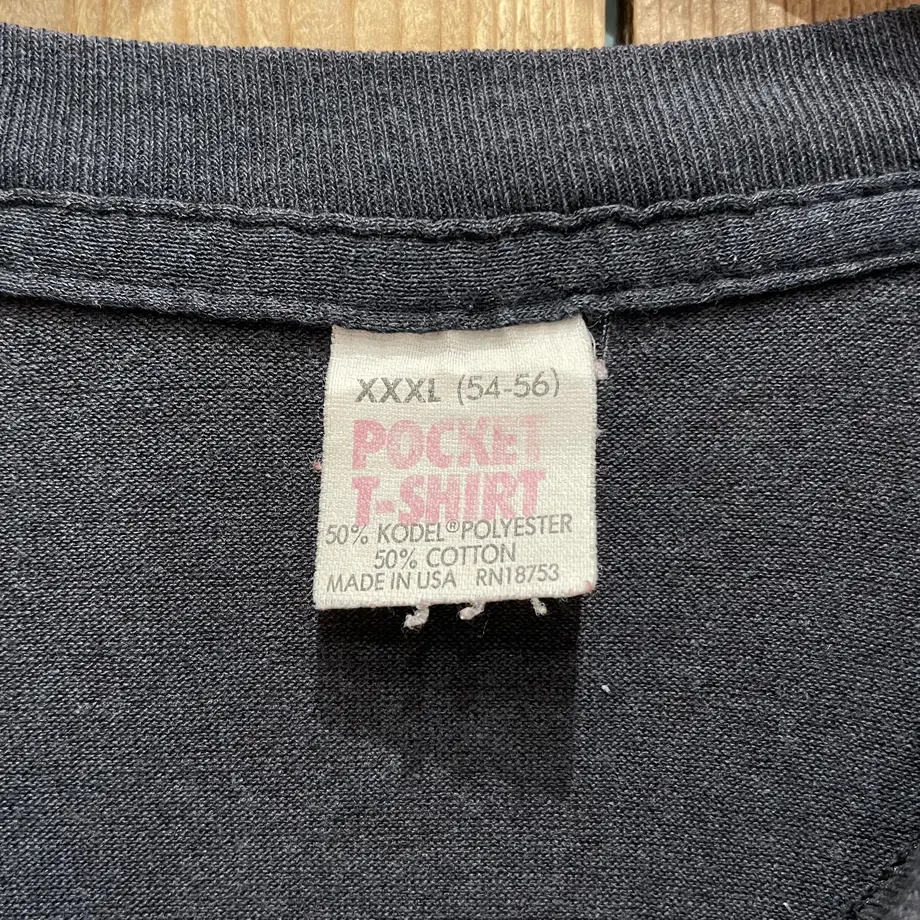 XXXL (54-56)
POCKET
T-SHIRT
50% KODEL® POLYESTER
50% COTTON
MADE IN USA RN18753